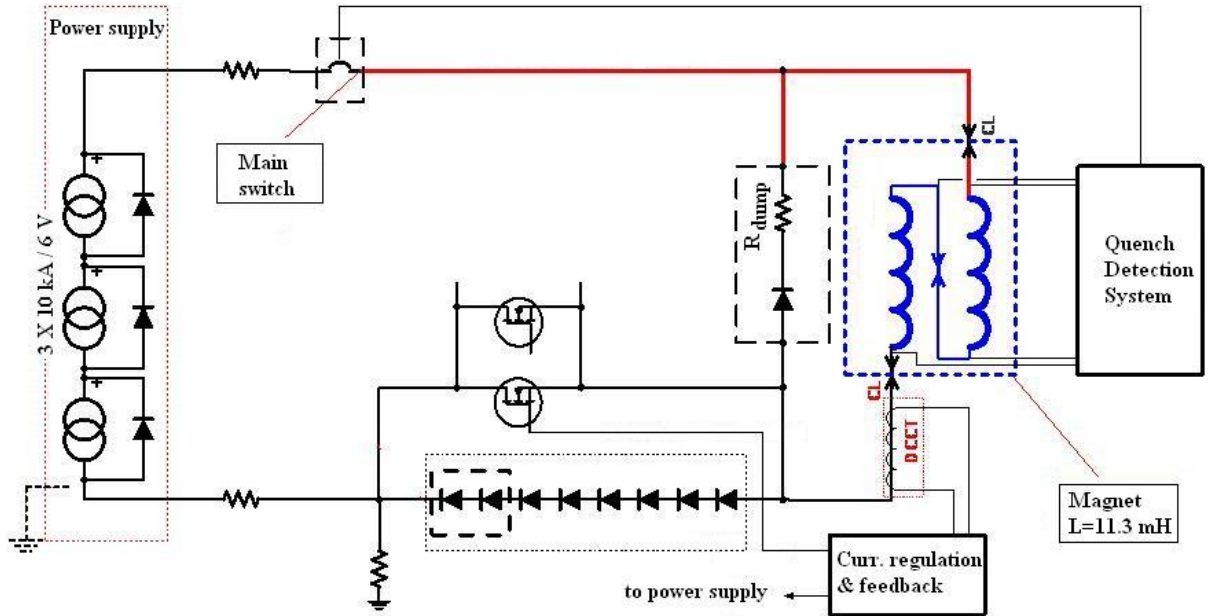 Power supply
+
+
+
3 X 10 kA / 6 V
Main
switch
R dump
CL
Quench
Detection
System
CL
DCCT
Magnet
L=11.3 mH
Curr. regulation
& feedback
to power supply